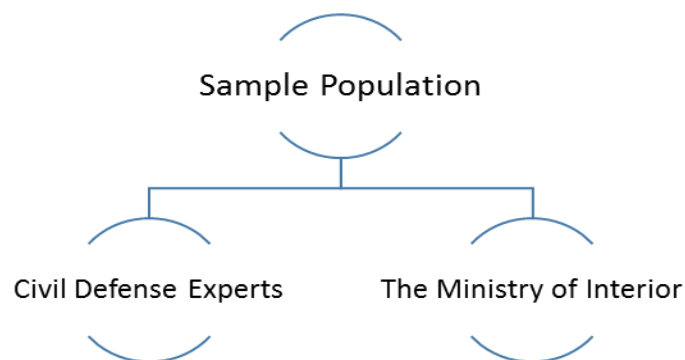 Sample Population
Civil Defense Experts
The Ministry of Interior